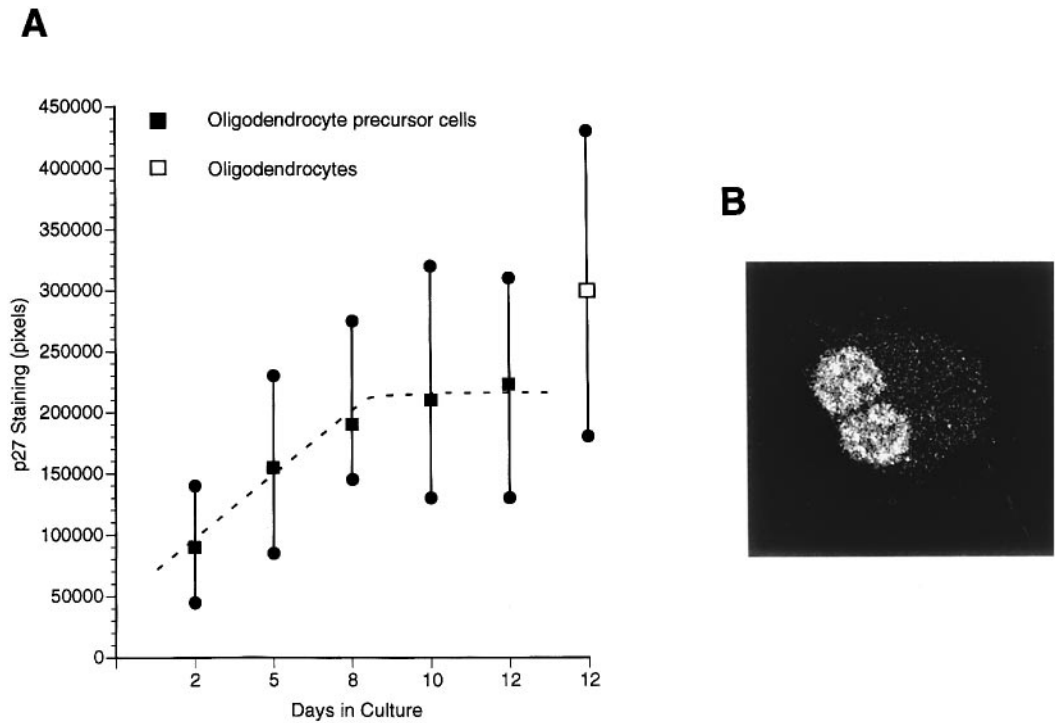 A
450000
400000
350000
300000
250000
200000
150000
100000
50000
0
p27 Staining (pixels)
Oligodendrocyte precursor cells
Oligodendrocytes
2 5 8 10 12 12
Days in Culture
B